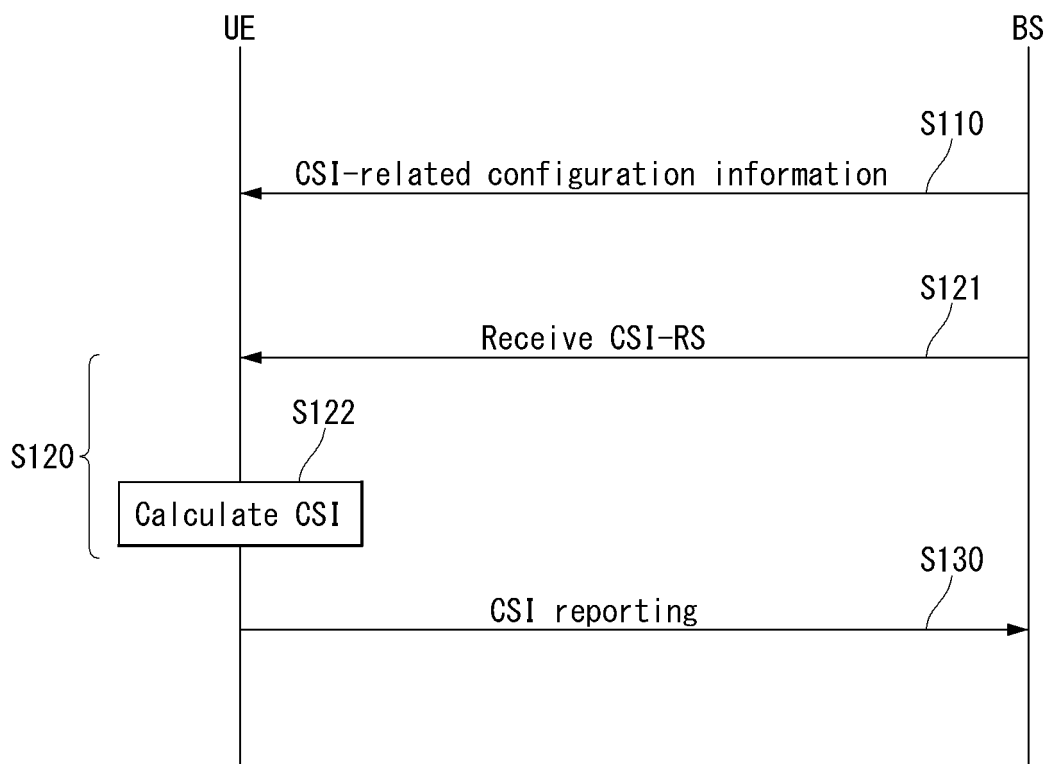 UE
BS
S110
CSI-related configuration information
S121
Receive CSI-RS
S122
S120
Calculate CSI
S130
CSI reporting